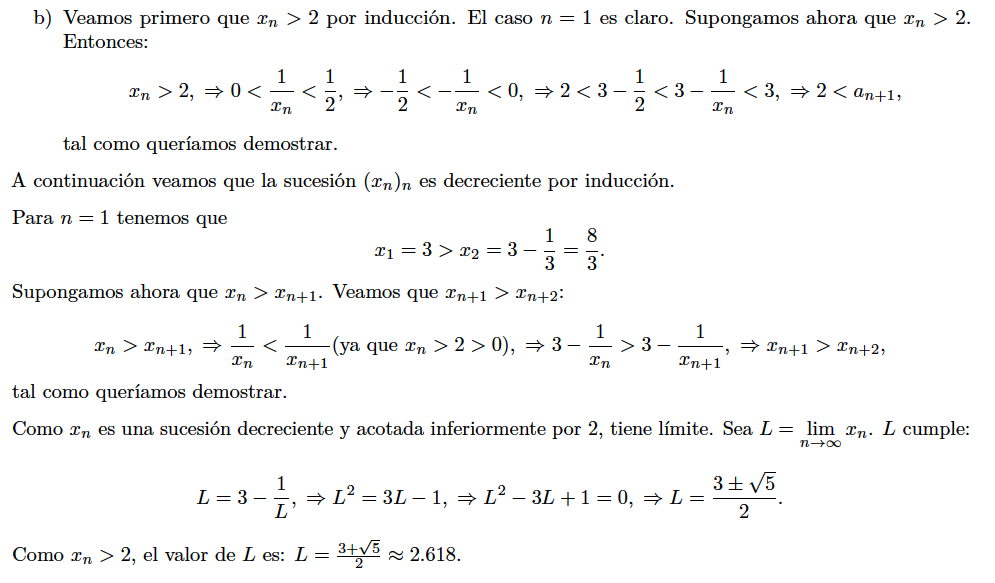 b) Veamos primero que $x_n > 2$ por inducción. El caso $n = 1$ es claro. Supongamos ahora que $x_n > 2$.
Entonces:
$x_n > 2, \Rightarrow 0 < \frac{1}{x_n} < \frac{1}{2}, \Rightarrow -\frac{1}{2} < -\frac{1}{x_n} < 0, \Rightarrow 2 < 3 - \frac{1}{2} < 3 - \frac{1}{x_n} < 3, \Rightarrow 2 < a_{n+1},$
tal como queríamos demostrar.
A continuación veamos que la sucesión $(x_n)_n$ es decreciente por inducción.
Para $n = 1$ tenemos que
$x_1 = 3 > x_2 = 3 - \frac{1}{3} = \frac{8}{3}.$
Supongamos ahora que $x_n > x_{n+1}$. Veamos que $x_{n+1} > x_{n+2}$:
$x_n > x_{n+1}, \Rightarrow \frac{1}{x_n} < \frac{1}{x_{n+1}}$(ya que $x_n > 2 > 0$), $\Rightarrow 3 - \frac{1}{x_n} > 3 - \frac{1}{x_{n+1}}, \Rightarrow x_{n+1} > x_{n+2},$
tal como queríamos demostrar.
Como $x_n$ es una sucesión decreciente y acotada inferiormente por 2, tiene límite. Sea $L = \lim_{n \to \infty} x_n$. $L$ cumple:
$L = 3 - \frac{1}{L}, \Rightarrow L^2 = 3L - 1, \Rightarrow L^2 - 3L + 1 = 0, \Rightarrow L = \frac{3 \pm \sqrt{5}}{2}.$
Como $x_n > 2$, el valor de $L$ es: $L = \frac{3+\sqrt{5}}{2} \approx 2.618$.